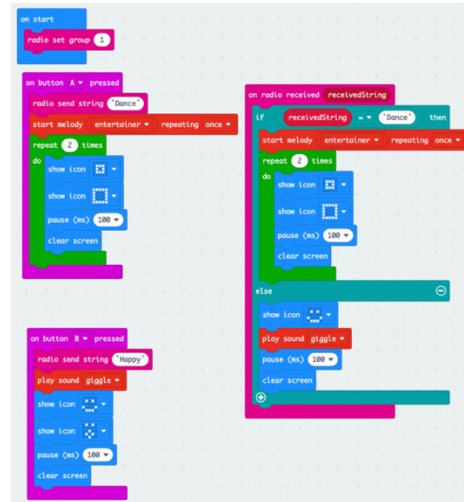 on start
radio set group 1
on button A pressed
radio send string "Dance"
start melody entertainer repeating once
repeat 2 times
do
show icon
show icon
pause (ms) 100
clear screen
on button B pressed
radio send string "Happy"
play sound giggle
show icon
show icon
pause (ms) 100
clear screen
on radio received receivedString
if receivedString = "Dance" then
start melody entertainer repeating once
repeat 2 times
do
show icon
show icon
pause (ms) 100
clear screen
else
show icon
play sound giggle
pause (ms) 100
clear screen